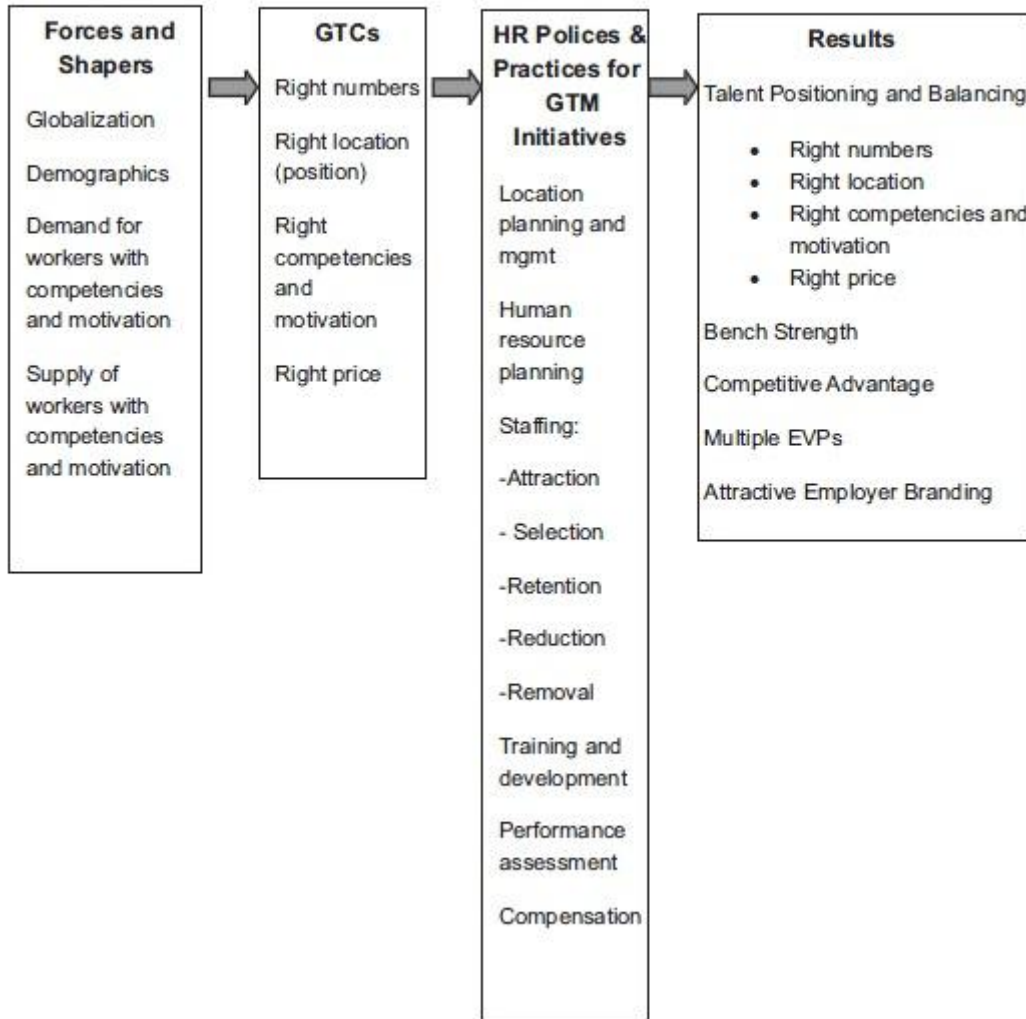 Forces and
Shapers
Globalization
Demographics
Demand for
workers with
competencies
and motivation
Supply of
workers with
competencies
and motivation
GTCs
Right numbers
Right location
(position)
Right
competencies
and
motivation
Right price
HR Polices &
Practices for
GTM
Initiatives
Location
planning and
mgmt
Human
resource
planning
Staffing:
-Attraction
- Selection
-Retention
-Reduction
-Removal
Training and
development
Performance
assessment
Compensation
Results
Talent Positioning and Balancing
• Right numbers
• Right location
• Right competencies and
motivation
• Right price
Bench Strength
Competitive Advantage
Multiple EVPs
Attractive Employer Branding